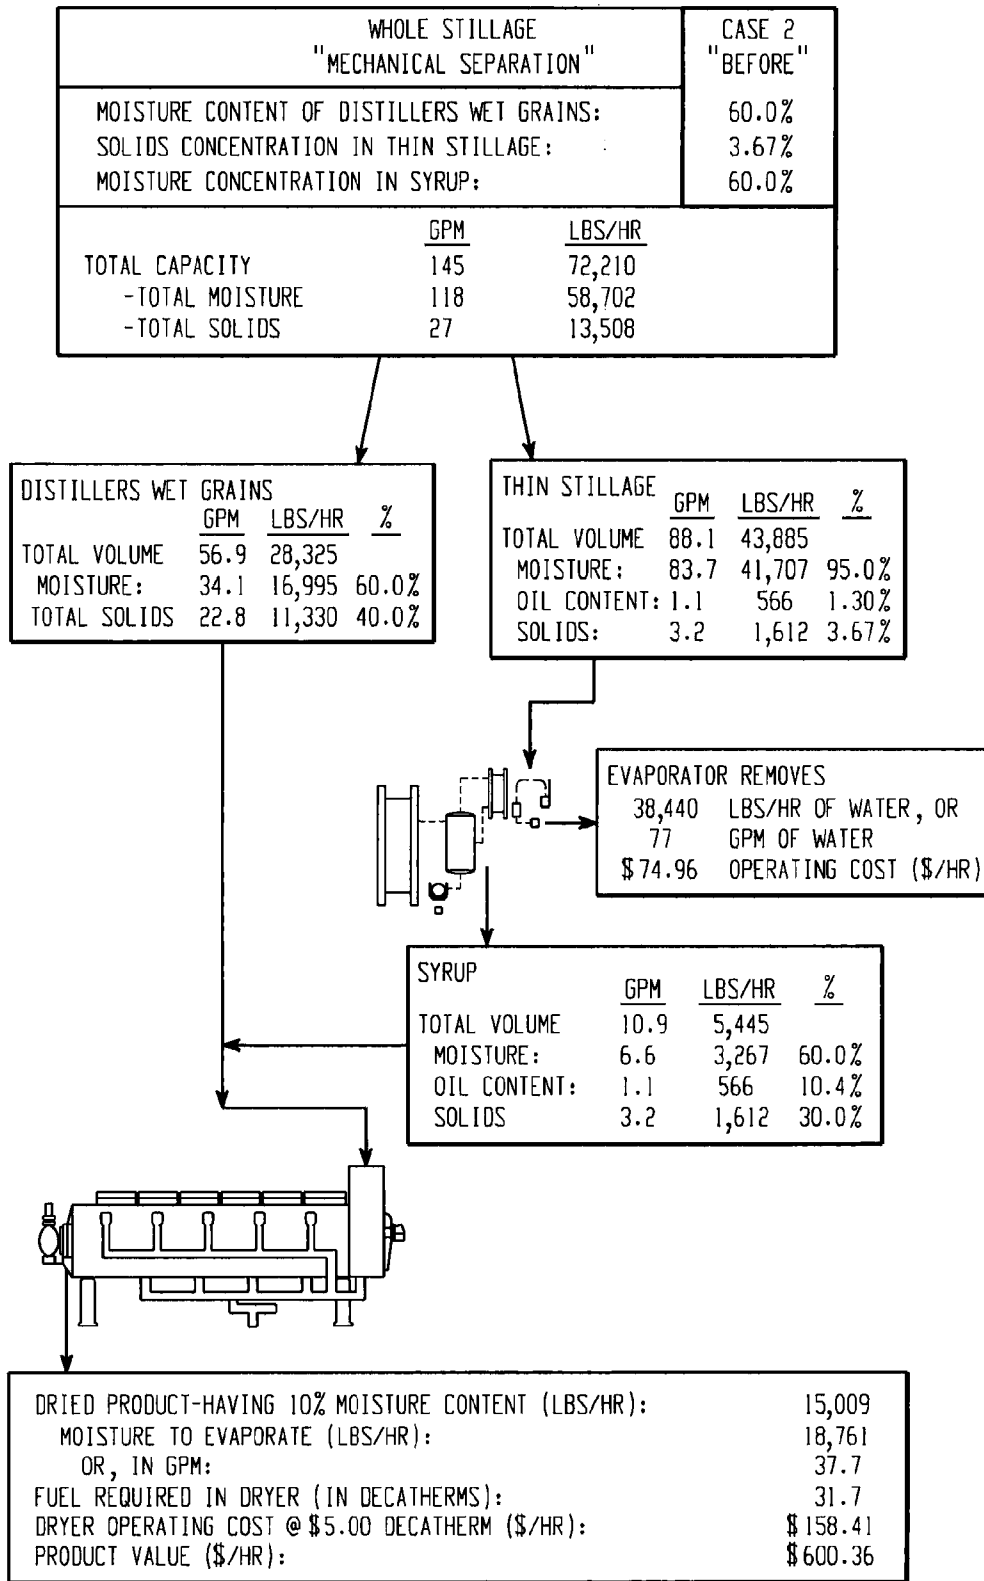 WHOLE STILLAGE CASE 2
"MECHANICAL SEPARATION" "BEFORE"
MOISTURE CONTENT OF DISTILLERS WET GRAINS: 60.0%
SOLIDS CONCENTRATION IN THIN STILLAGE: 3.67%
MOISTURE CONCENTRATION IN SYRUP: 60.0%
GPM LBS/HR
TOTAL CAPACITY 145 72,210
-TOTAL MOISTURE 118 58,702
-TOTAL SOLIDS 27 13,508
DISTILLERS WET GRAINS
GPM LBS/HR %
TOTAL VOLUME 56.9 28,325
MOISTURE: 34.1 16,995 60.0%
TOTAL SOLIDS 22.8 11,330 40.0%
THIN STILLAGE GPM LBS/HR %
TOTAL VOLUME 88.1 43,885
MOISTURE: 83.7 41,707 95.0%
OIL CONTENT: 1.1 566 1.30%
SOLIDS: 3.2 1,612 3.67%
EVAPORATOR REMOVES
38,440 LBS/HR OF WATER, OR
77 GPM OF WATER
$74.96 OPERATING COST ($/HR)
SYRUP
GPM LBS/HR %
TOTAL VOLUME 10.9 5,445
MOISTURE: 6.6 3,267 60.0%
OIL CONTENT: 1.1 566 10.4%
SOLIDS 3.2 1,612 30.0%
DRIED PRODUCT-HAVING 10% MOISTURE CONTENT (LBS/HR): 15,009
MOISTURE TO EVAPORATE (LBS/HR): 18,761
OR, IN GPM: 37.7
FUEL REQUIRED IN DRYER (IN DECATHERMS): 31.7
DRYER OPERATING COST @ $5.00 DECATHERM ($/HR): $158.41
PRODUCT VALUE ($/HR): $600.36